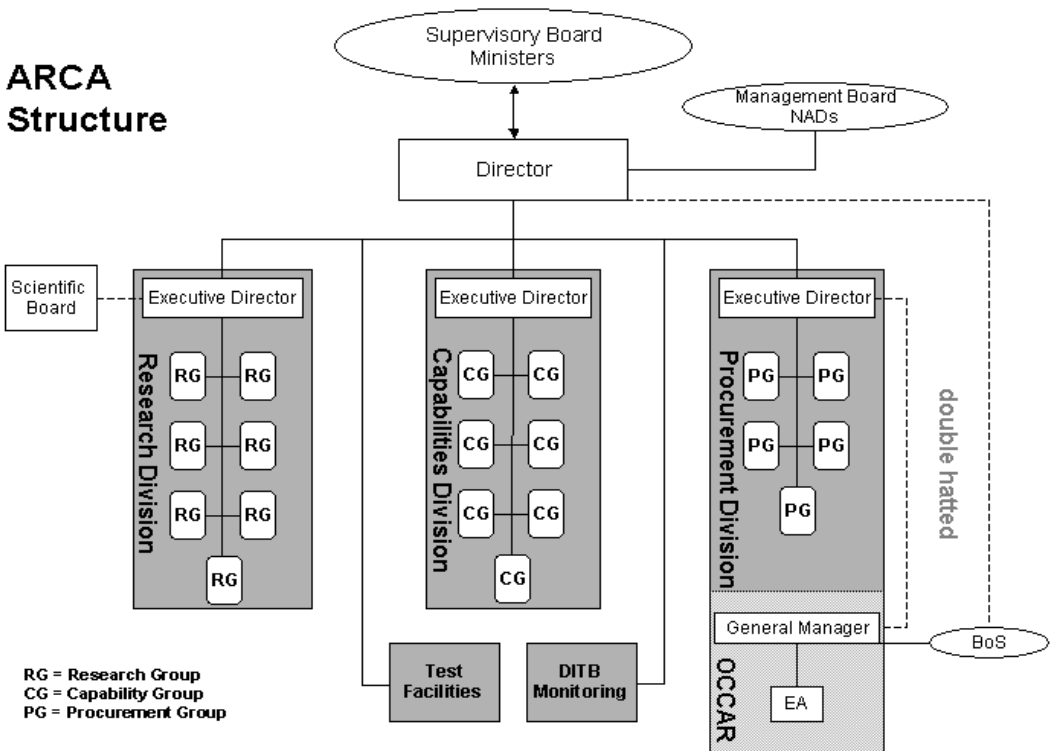 Supervisory Board
Ministers
ARCA
Structure
Management Board
NADs
Director
Scientific
Board
Executive Director
Executive Director
Executive Director
Research Division
RG
RG
RG
RG
RG
RG
RG
Capabilities Division
CG
CG
CG
CG
CG
CG
CG
Procurement Division
PG
PG
PG
PG
PG
double hatted
General Manager
BoS
OCCAR
EA
Test
Facilities
DITB
Monitoring
RG = Research Group
CG = Capability Group
PG = Procurement Group